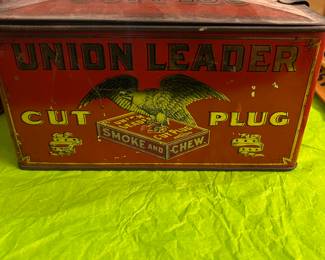 UNION LEADER
CUT PLUG
SMOKE AND CHEW